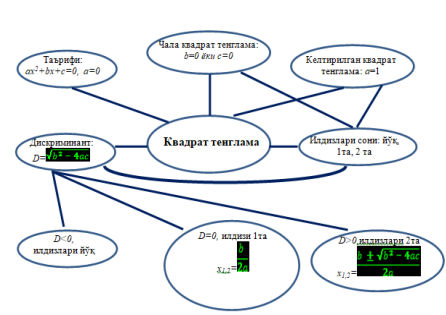 Таърифи:
ax²+bx+c=0, a=0
Чала квадрат тенглама:
b=0 ёки c=0
Келтирилган квадрат
тенглама: a=1
Дискриминант:
D=√b² − 4ac
Квадрат тенглама
Илдизлари сони: йўқ,
1та, 2 та
D<0,
илдизлари йўқ
D=0, илдизи 1та
x₁,₂=b/2a
D>0,илдизлари 2та
x₁,₂=b ± √b² − 4ac/2a